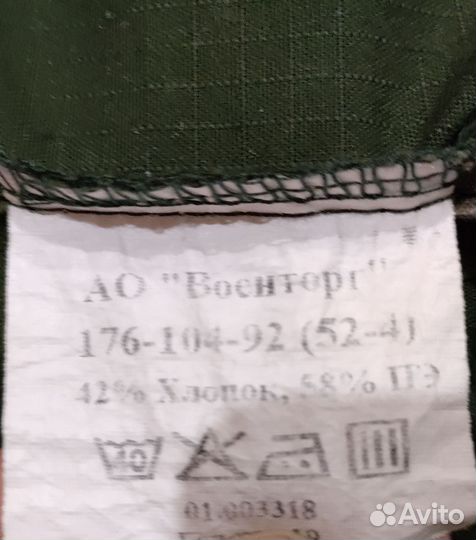 АО "Военторг"
176-104-92 (52-4)
42% Хлопок, 58% ПЭ
40
01.003318
Avito